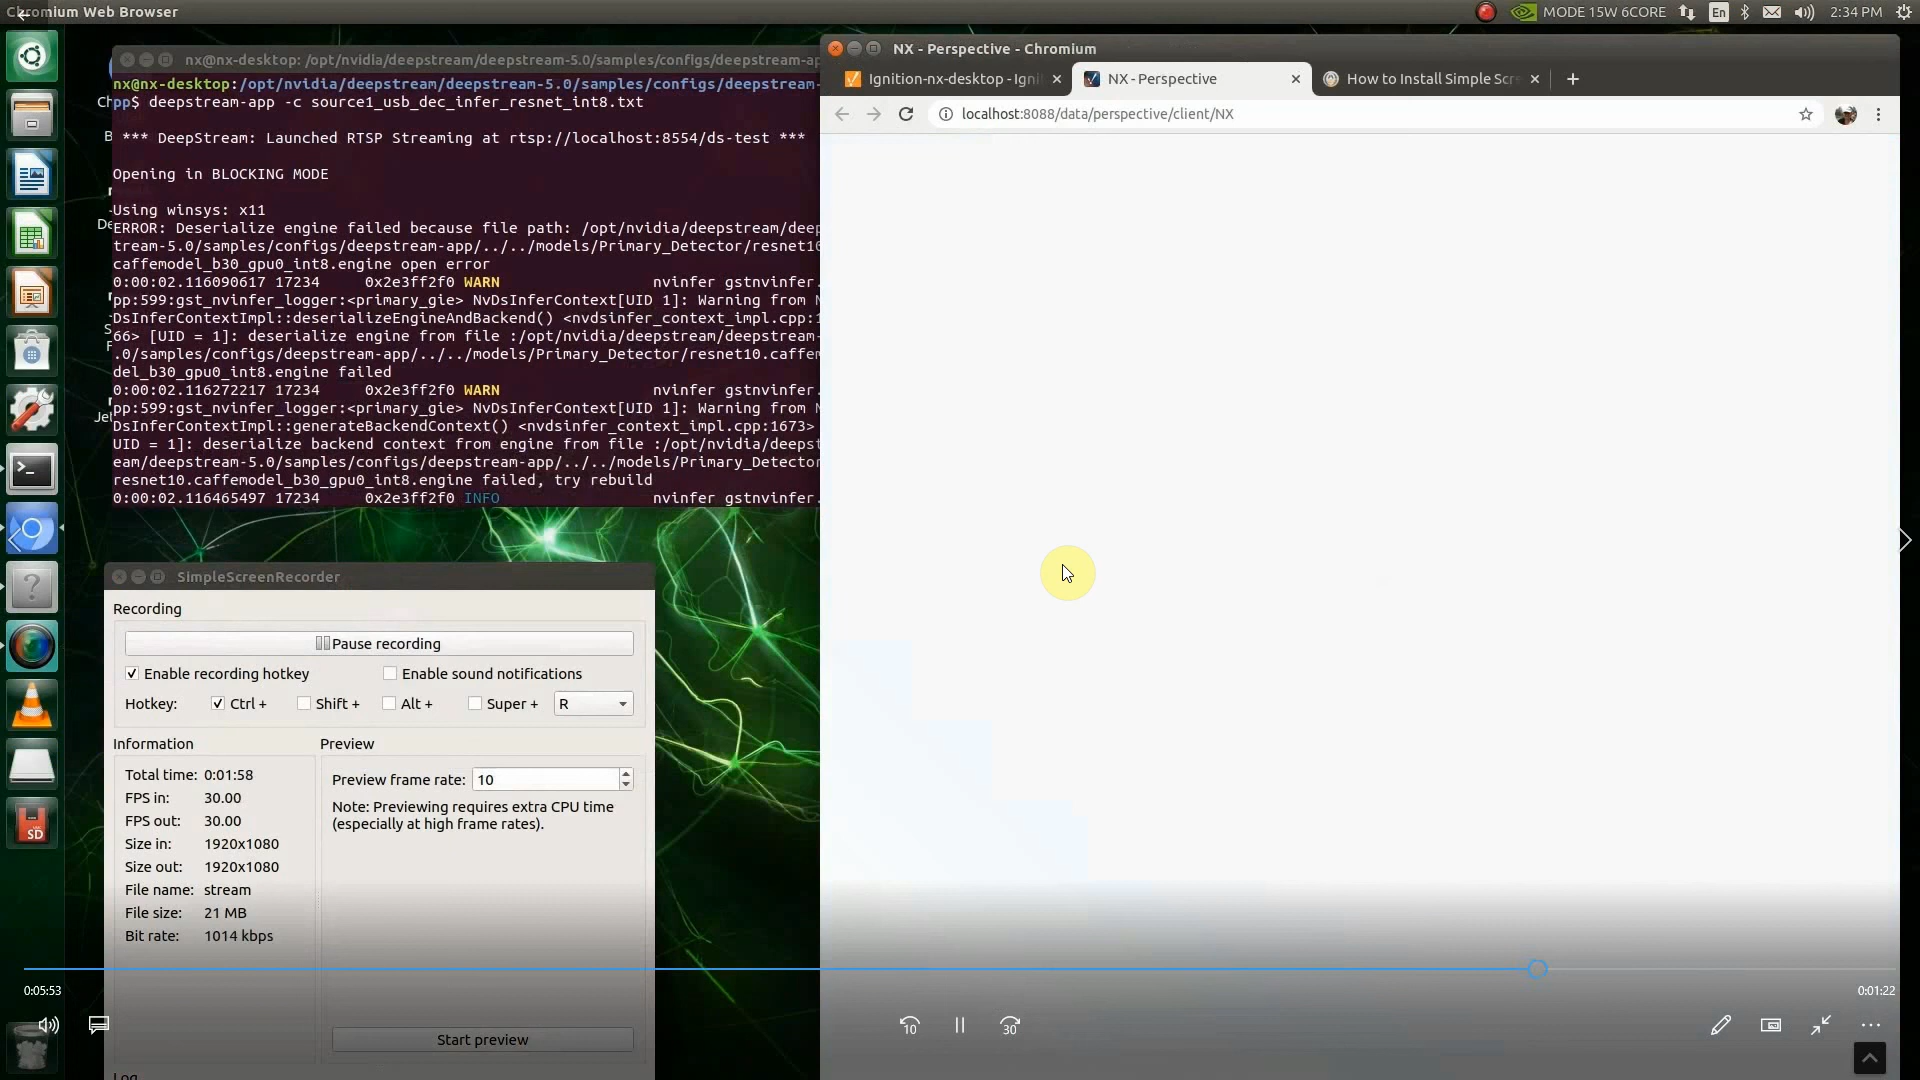 Chromium Web Browser
MODE 15W 6CORE
En
2:34 PM
nx@nx-desktop: /opt/nvidia/deepstream/deepstream-5.0/samples/configs/deepstream-ap
nx@nx-desktop:/opt/nvidia/deepstream/deepstream-5.0/samples/configs/deepstream-
pp$ deepstream-app -c source1_usb_dec_infer_resnet_int8.txt
*** DeepStream: Launched RTSP Streaming at rtsp://localhost:8554/ds-test ***
Opening in BLOCKING MODE
Using winsys: x11
ERROR: Deserialize engine failed because file path: /opt/nvidia/deepstream/deep
tream-5.0/samples/configs/deepstream-app/../../models/Primary_Detector/resnet10
caffemodel_b30_gpu0_int8.engine open error
0:00:02.116090617 17234 0x2e3ff2f0 WARN nvinfer gstnvinfer.
pp:599:gst_nvinfer_logger:<primary_gie> NvDsInferContext[UID 1]: Warning from N
DsInferContextImpl::deserializeEngineAndBackend() <nvdsinfer_context_impl.cpp:1
66> [UID = 1]: deserialize engine from file :/opt/nvidia/deepstream/deepstream-
.0/samples/configs/deepstream-app/../../models/Primary_Detector/resnet10.caffem
del_b30_gpu0_int8.engine failed
0:00:02.116272217 17234 0x2e3ff2f0 WARN nvinfer gstnvinfer.
pp:599:gst_nvinfer_logger:<primary_gie> NvDsInferContext[UID 1]: Warning from N
DsInferContextImpl::generateBackendContext() <nvdsinfer_context_impl.cpp:1673>
UID = 1]: deserialize backend context from engine from file :/opt/nvidia/deepst
eam/deepstream-5.0/samples/configs/deepstream-app/../../models/Primary_Detector
resnet10.caffemodel_b30_gpu0_int8.engine failed, try rebuild
0:00:02.116465497 17234 0x2e3ff2f0 INFO nvinfer gstnvinfer.
NX - Perspective - Chromium
Ignition-nx-desktop - Igni
NX - Perspective
How to Install Simple Scre
localhost:8088/data/perspective/client/NX
SimpleScreenRecorder
Recording
Pause recording
Enable recording hotkey
Enable sound notifications
Hotkey:
Ctrl +
Shift +
Alt +
Super +
R
Information
Preview
Total time: 0:01:58
FPS in: 30.00
FPS out: 30.00
Size in: 1920x1080
Size out: 1920x1080
File name: stream
File size: 21 MB
Bit rate: 1014 kbps
Preview frame rate: 10
Note: Previewing requires extra CPU time
(especially at high frame rates).
Start preview
Log
SD
0:05:53
0:01:22
10
30